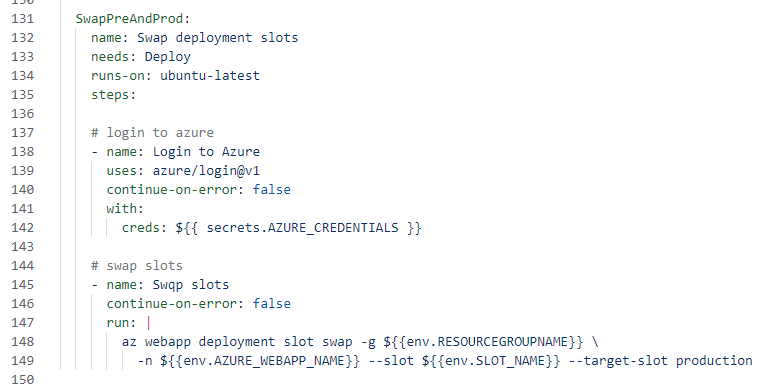 131 SwapPreAndProd:
132 name: Swap deployment slots
133 needs: Deploy
134 runs-on: ubuntu-latest
135 steps:
136
137 # login to azure
138 - name: Login to Azure
139 uses: azure/login@v1
140 continue-on-error: false
141 with:
142 creds: ${{ secrets.AZURE_CREDENTIALS }}
143
144 # swap slots
145 - name: Swqp slots
146 continue-on-error: false
147 run: |
148 az webapp deployment slot swap -g ${{env.RESOURCEGROUPNAME}} \
149 -n ${{env.AZURE_WEBAPP_NAME}} --slot ${{env.SLOT_NAME}} --target-slot production
150